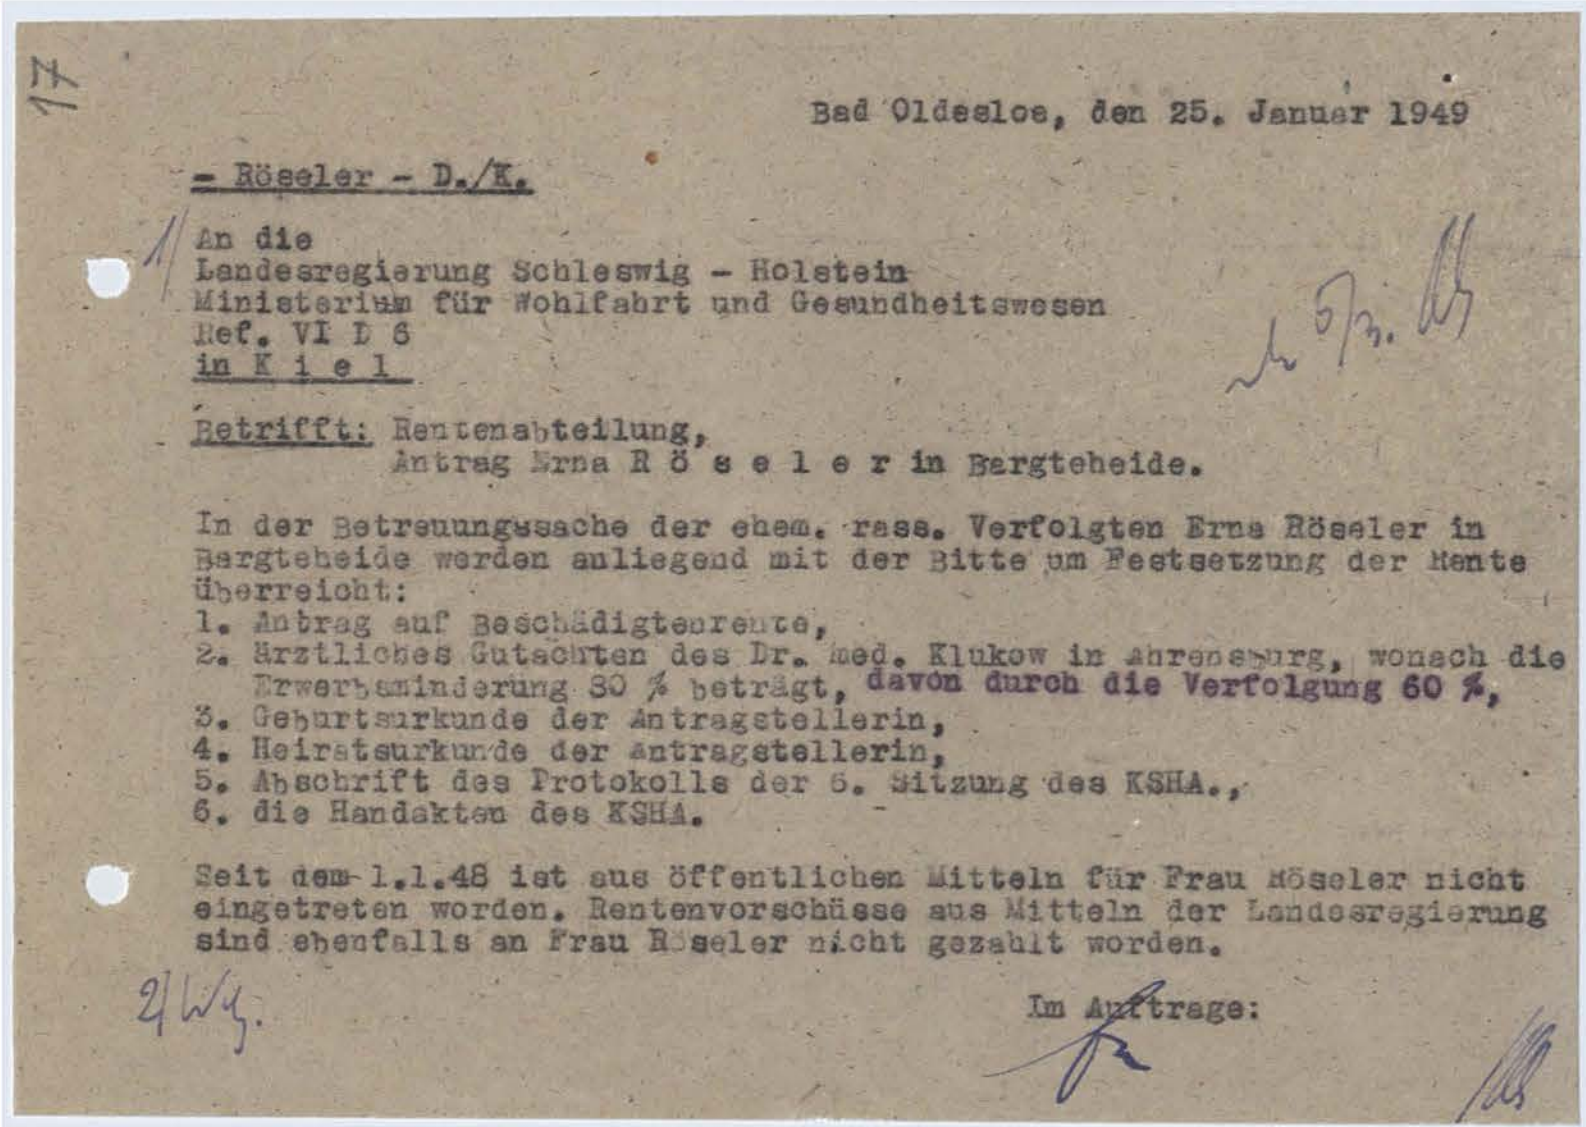 17
Bad Oldesloe, den 25. Januar 1949
- Röseler - D./K.
1/ An die
Landesregierung Schleswig - Holstein
Ministerium für Wohlfahrt und Gesundheitswesen
Ref. VI D 6
in K i e l
Betrifft: Rentenabteilung,
Antrag Erna R ö s e l e r in Bargteheide.
In der Betreuungssache der ehem. rass. Verfolgten Erna Röseler in
Bargteheide werden anliegend mit der Bitte um Festsetzung der Rente
überreicht:
1. Antrag auf Beschädigtenrente,
2. ärztliches Gutachten des Dr. med. Klukow in Ahrensburg, wonach die
Erwerbsminderung 80 % beträgt, davon durch die Verfolgung 60 %,
3. Geburtsurkunde der Antragstellerin,
4. Heiratsurkunde der Antragstellerin,
5. Abschrift des Protokolls der 6. Sitzung des KSHA.,
6. die Handakten des KSHA.
Seit dem 1.1.48 ist aus öffentlichen Mitteln für Frau Röseler nicht
eingetreten worden. Rentenvorschüsse aus Mitteln der Landesregierung
sind ebenfalls an Frau Röseler nicht gezahlt worden.
2/ Wv.
Im Auftrage: